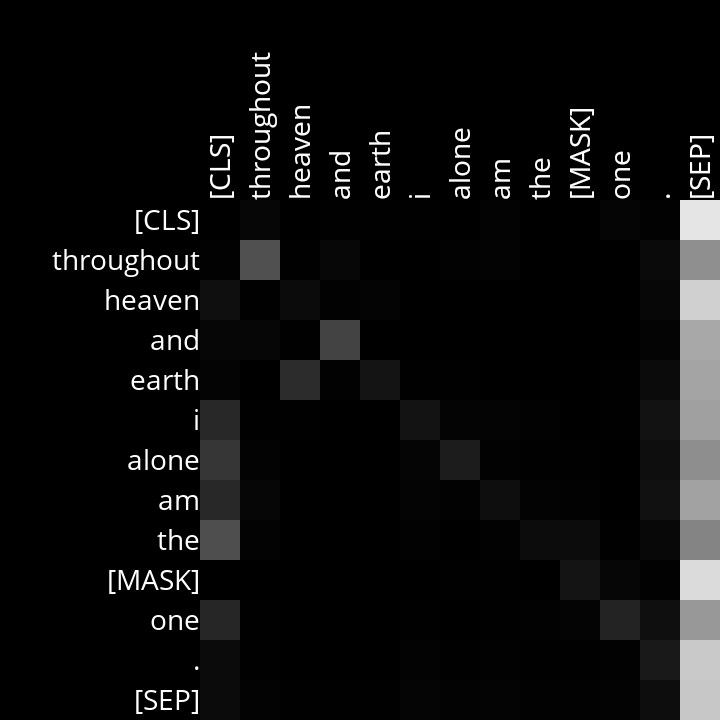 [CLS] throughout heaven and earth i alone am the [MASK] one . [SEP]
[CLS]
throughout
heaven
and
earth
i
alone
am
the
[MASK]
one
.
[SEP]